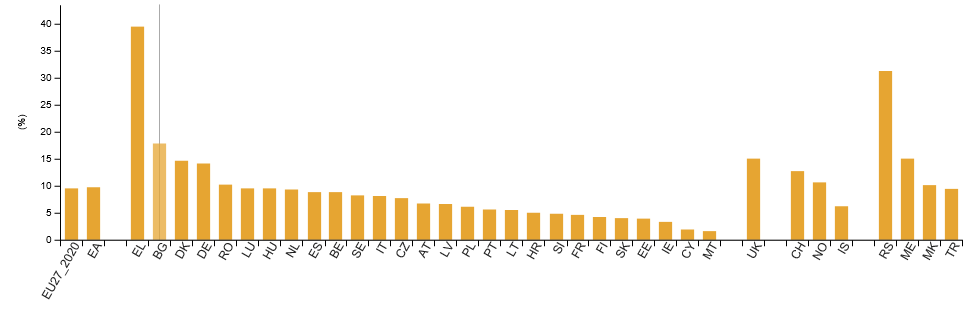 40
35
30
25
20
15
10
5
0
(%)
EU27_2020
EA
EL
BG
DK
DE
RO
LU
HU
NL
ES
BE
SE
IT
CZ
AT
LV
PL
PT
LT
HR
SI
FR
FI
SK
EE
IE
CY
MT
UK
CH
NO
IS
RS
ME
MK
TR